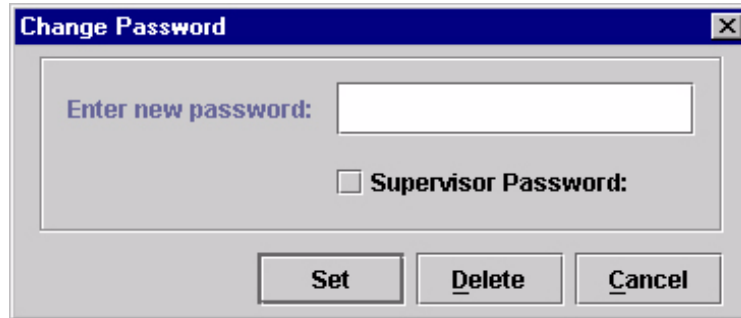 Change Password
Enter new password:
Supervisor Password:
Set Delete Cancel